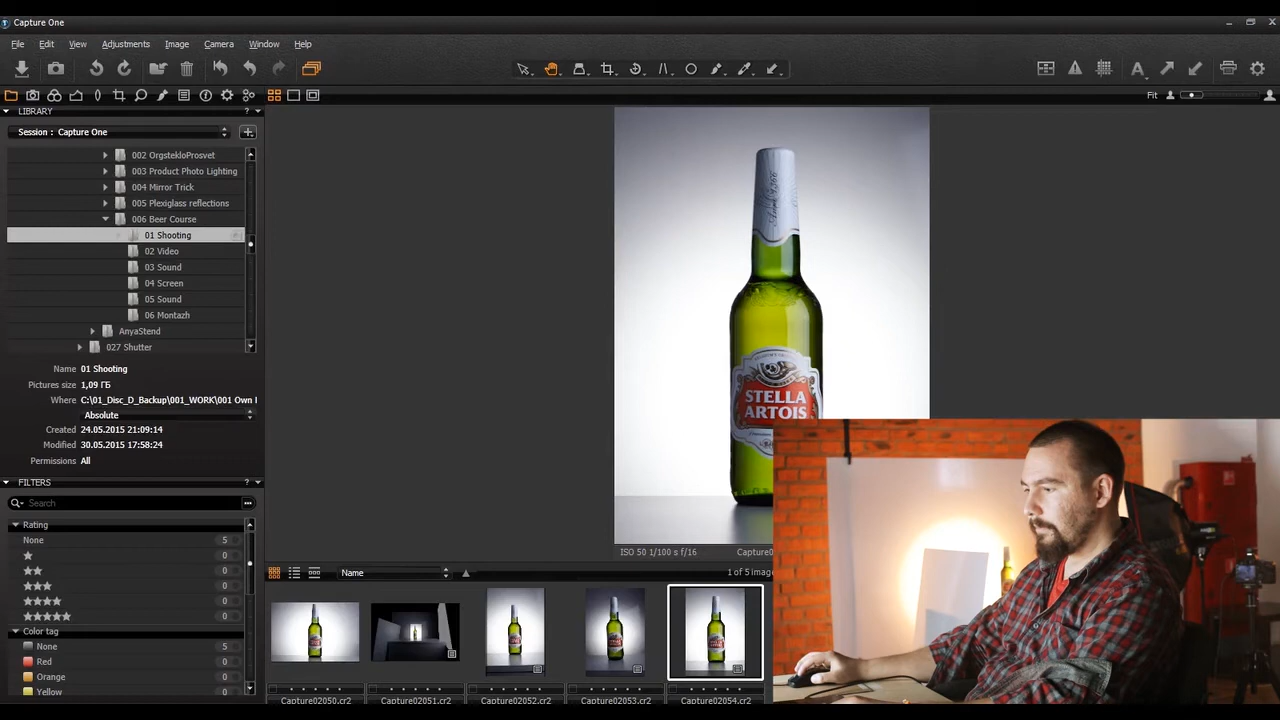 Capture One
File Edit View Adjustments Image Camera Window Help
Fit
LIBRARY ?
Session : Capture One
002 OrgstekloProsvet
003 Product Photo Lighting
004 Mirror Trick
005 Plexiglass reflections
006 Beer Course
01 Shooting
02 Video
03 Sound
04 Screen
05 Sound
06 Montazh
AnyaStend
027 Shutter
Name 01 Shooting
Pictures size 1,09 ГБ
Where C:\01_Disc_D_Backup\001_WORK\001 Own
Absolute
Created 24.05.2015 21:09:14
Modified 30.05.2015 17:58:24
Permissions All
FILTERS ?
Search
Rating
None 5
0
0
0
0
0
Color tag
None 5
Red 0
Orange 0
Yellow 0
STELLA
ARTOIS
ISO 50 1/100 s f/16 Capture0
Name 1 of 5 image
Capture02050.cr2 Capture02051.cr2 Capture02052.cr2 Capture02053.cr2 Capture02054.cr2